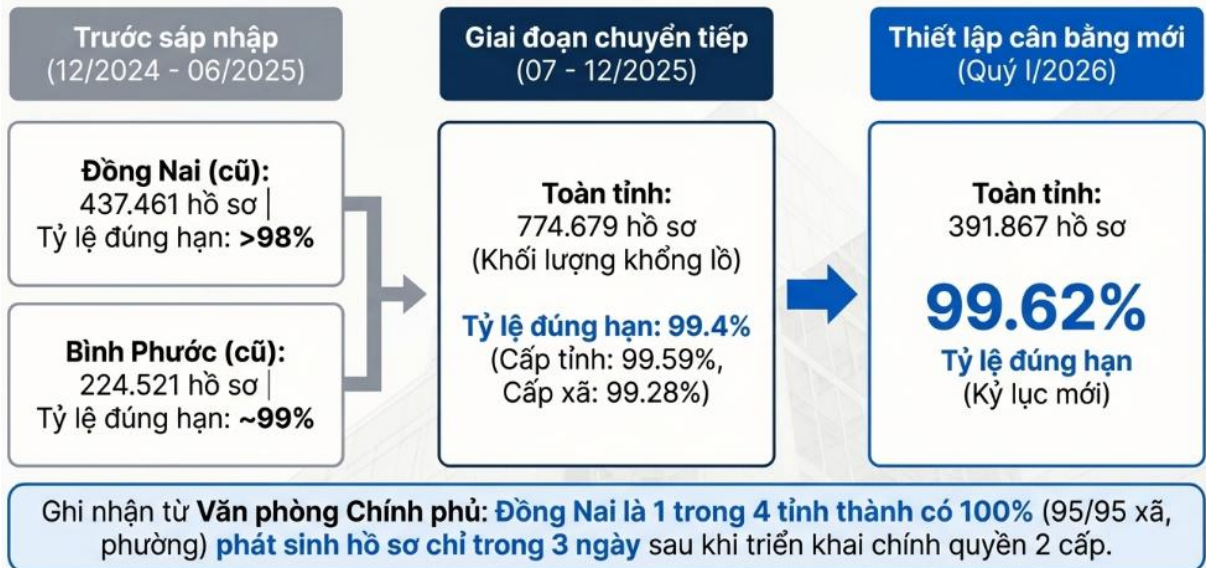 Trước sáp nhập
(12/2024 - 06/2025)
Đồng Nai (cũ):
437.461 hồ sơ |
Tỷ lệ đúng hạn: >98%
Bình Phước (cũ):
224.521 hồ sơ |
Tỷ lệ đúng hạn: ~99%
Giai đoạn chuyển tiếp
(07 - 12/2025)
Toàn tỉnh:
774.679 hồ sơ
(Khối lượng khổng lồ)
Tỷ lệ đúng hạn: 99.4%
(Cấp tỉnh: 99.59%,
Cấp xã: 99.28%)
Thiết lập cân bằng mới
(Quý I/2026)
Toàn tỉnh:
391.867 hồ sơ
99.62%
Tỷ lệ đúng hạn
(Kỷ lục mới)
Ghi nhận từ Văn phòng Chính phủ: Đồng Nai là 1 trong 4 tỉnh thành có 100% (95/95 xã,
phường) phát sinh hồ sơ chỉ trong 3 ngày sau khi triển khai chính quyền 2 cấp.